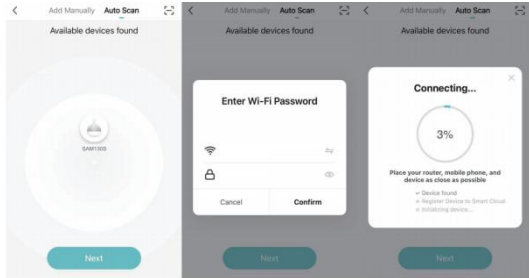 Add Manually Auto Scan
Available devices found
SAM150S
Next
Add Manually Auto Scan
Available devices found
Enter Wi-Fi Password
Cancel Confirm
Next
Add Manually Auto Scan
Available devices found
Connecting...
3%
Place your router, mobile phone, and
device as close as possible
Device found
Register Device to Smart Cloud
Initializing device...
Next